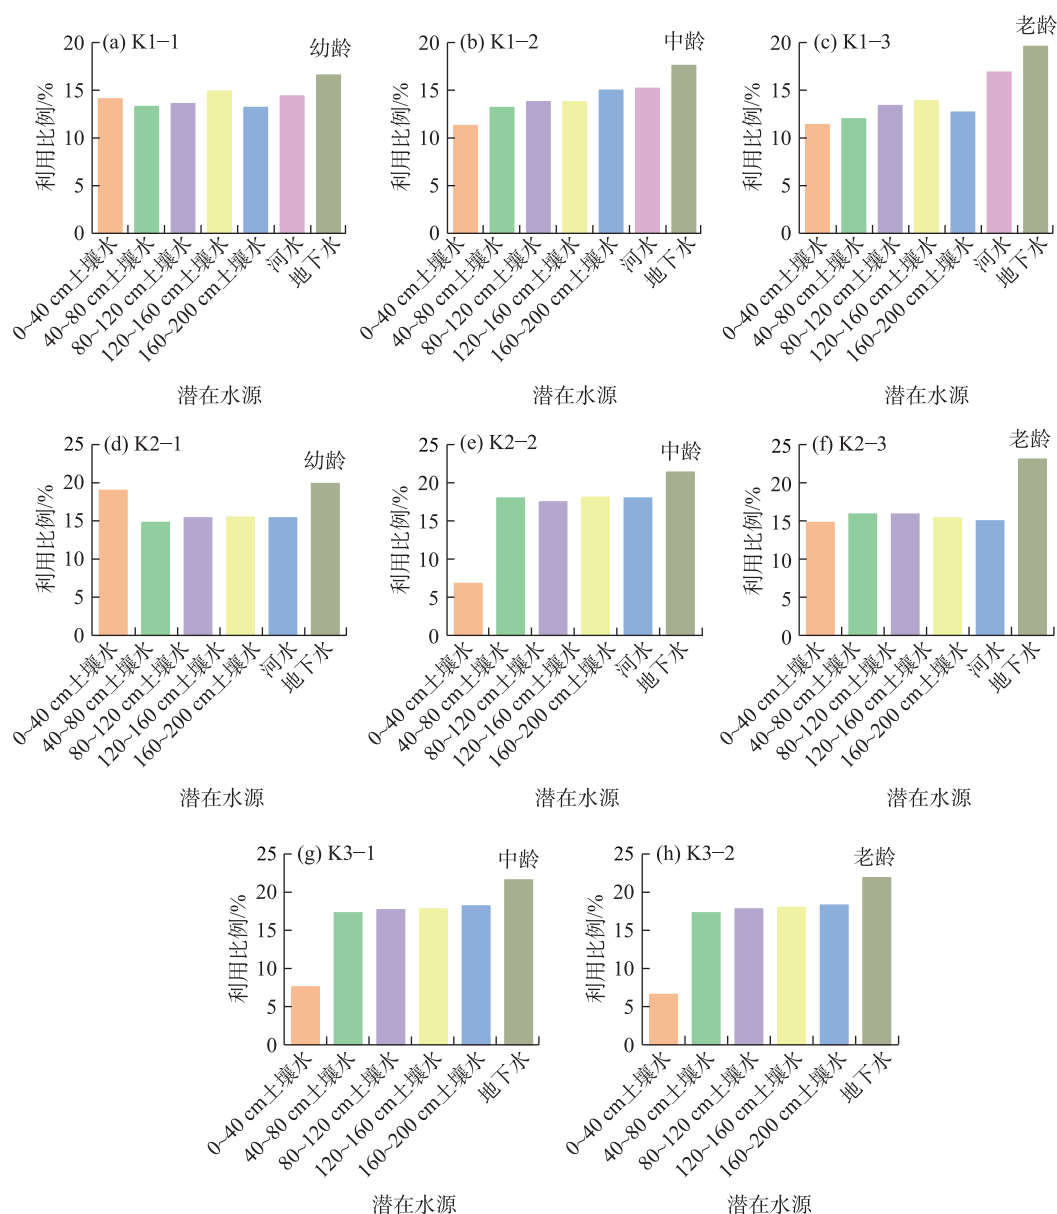 (a) K1−1
幼龄
20
15
10
5
0
利用比例/%
0~40 cm土壤水
40~80 cm土壤水
80~120 cm土壤水
120~160 cm土壤水
160~200 cm土壤水
河水
地下水
潜在水源
(b) K1−2
中龄
20
15
10
5
0
利用比例/%
0~40 cm土壤水
40~80 cm土壤水
80~120 cm土壤水
120~160 cm土壤水
160~200 cm土壤水
河水
地下水
潜在水源
(c) K1−3
老龄
20
15
10
5
0
利用比例/%
0~40 cm土壤水
40~80 cm土壤水
80~120 cm土壤水
120~160 cm土壤水
160~200 cm土壤水
河水
地下水
潜在水源
(d) K2−1
幼龄
25
20
15
10
5
0
利用比例/%
0~40 cm土壤水
40~80 cm土壤水
80~120 cm土壤水
120~160 cm土壤水
160~200 cm土壤水
河水
地下水
潜在水源
(e) K2−2
中龄
25
20
15
10
5
0
利用比例/%
0~40 cm土壤水
40~80 cm土壤水
80~120 cm土壤水
120~160 cm土壤水
160~200 cm土壤水
河水
地下水
潜在水源
(f) K2−3
老龄
25
20
15
10
5
0
利用比例/%
0~40 cm土壤水
40~80 cm土壤水
80~120 cm土壤水
120~160 cm土壤水
160~200 cm土壤水
河水
地下水
潜在水源
(g) K3−1
中龄
25
20
15
10
5
0
利用比例/%
0~40 cm土壤水
40~80 cm土壤水
80~120 cm土壤水
120~160 cm土壤水
160~200 cm土壤水
地下水
潜在水源
(h) K3−2
老龄
25
20
15
10
5
0
利用比例/%
0~40 cm土壤水
40~80 cm土壤水
80~120 cm土壤水
120~160 cm土壤水
160~200 cm土壤水
地下水
潜在水源